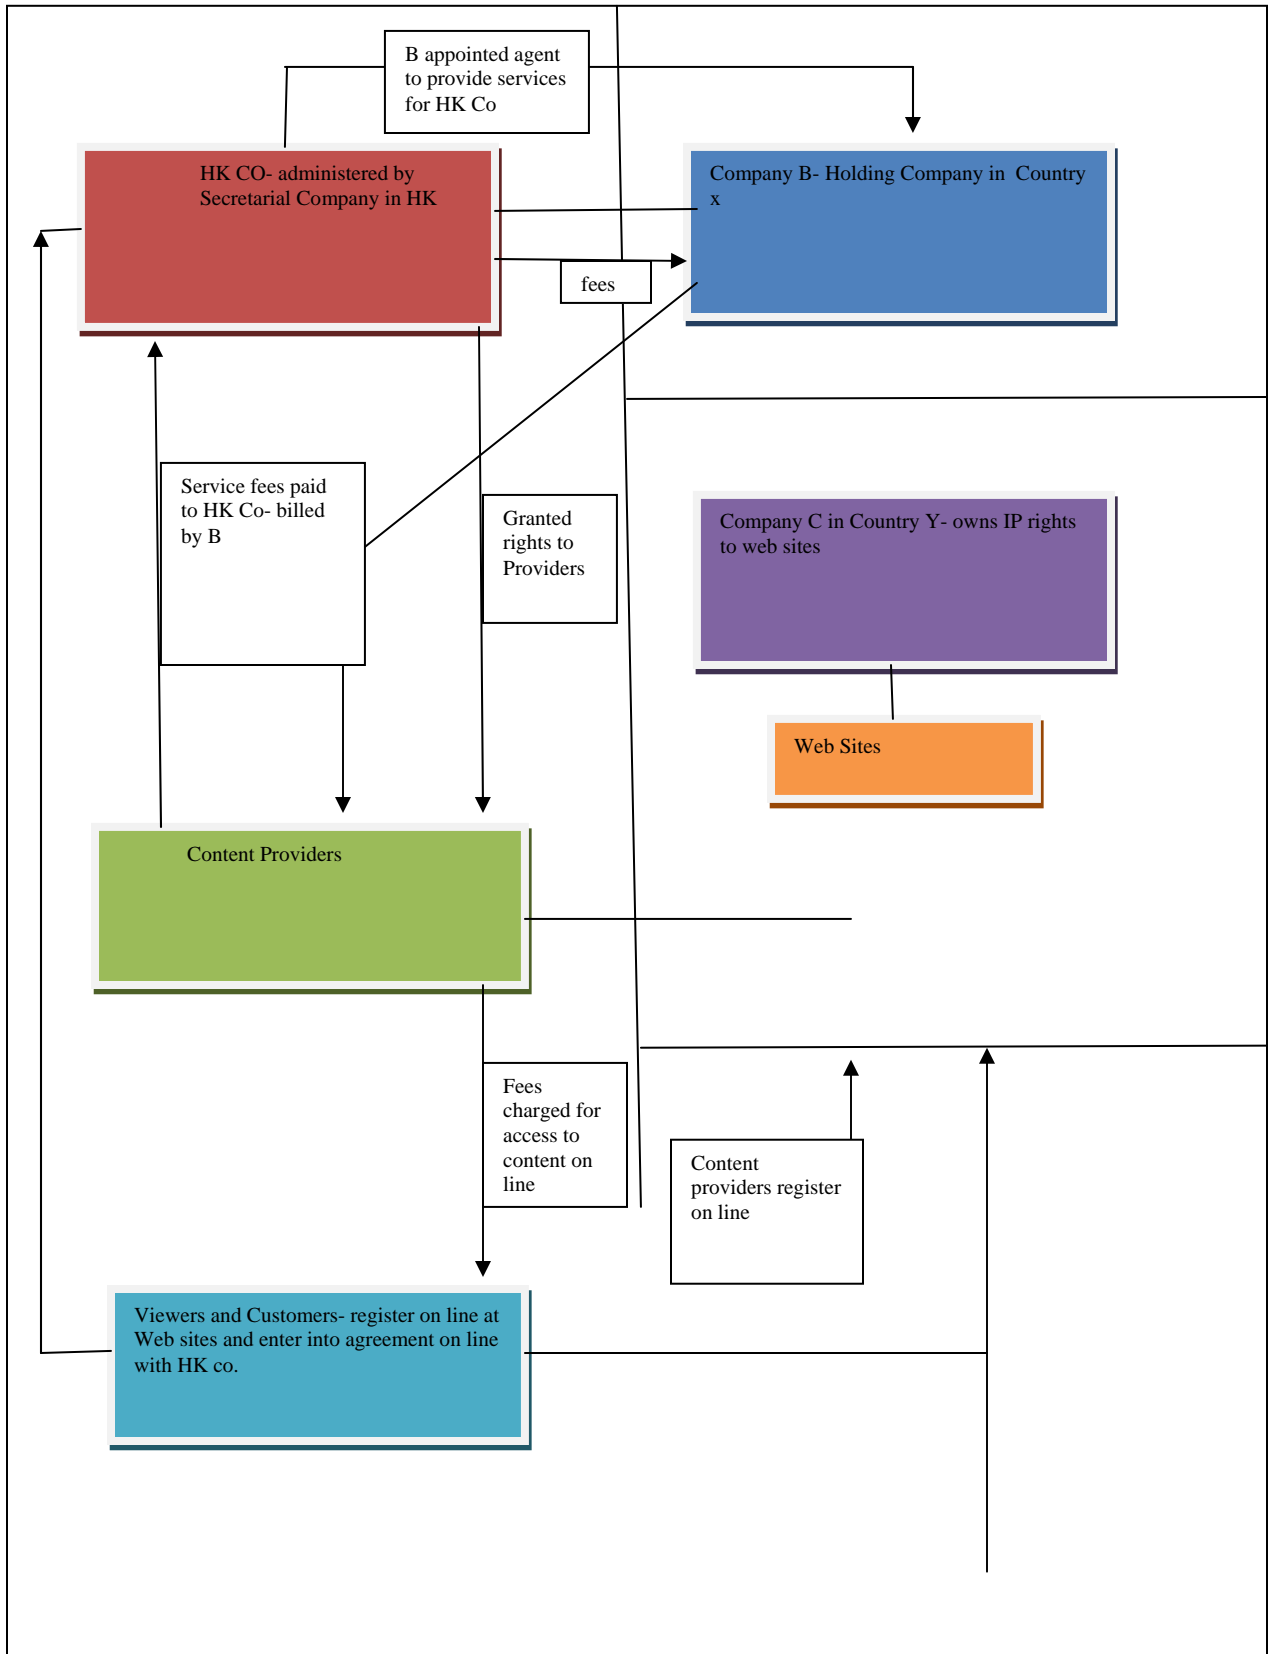 B appointed agent
to provide services
for HK Co
HK CO- administered by
Secretarial Company in HK
Company B- Holding Company in Country
x
fees
Service fees paid
to HK Co- billed
by B
Granted
rights to
Providers
Company C in Country Y- owns IP rights
to web sites
Web Sites
Content Providers
Fees
charged for
access to
content on
line
Content
providers register
on line
Viewers and Customers- register on line at
Web sites and enter into agreement on line
with HK co.